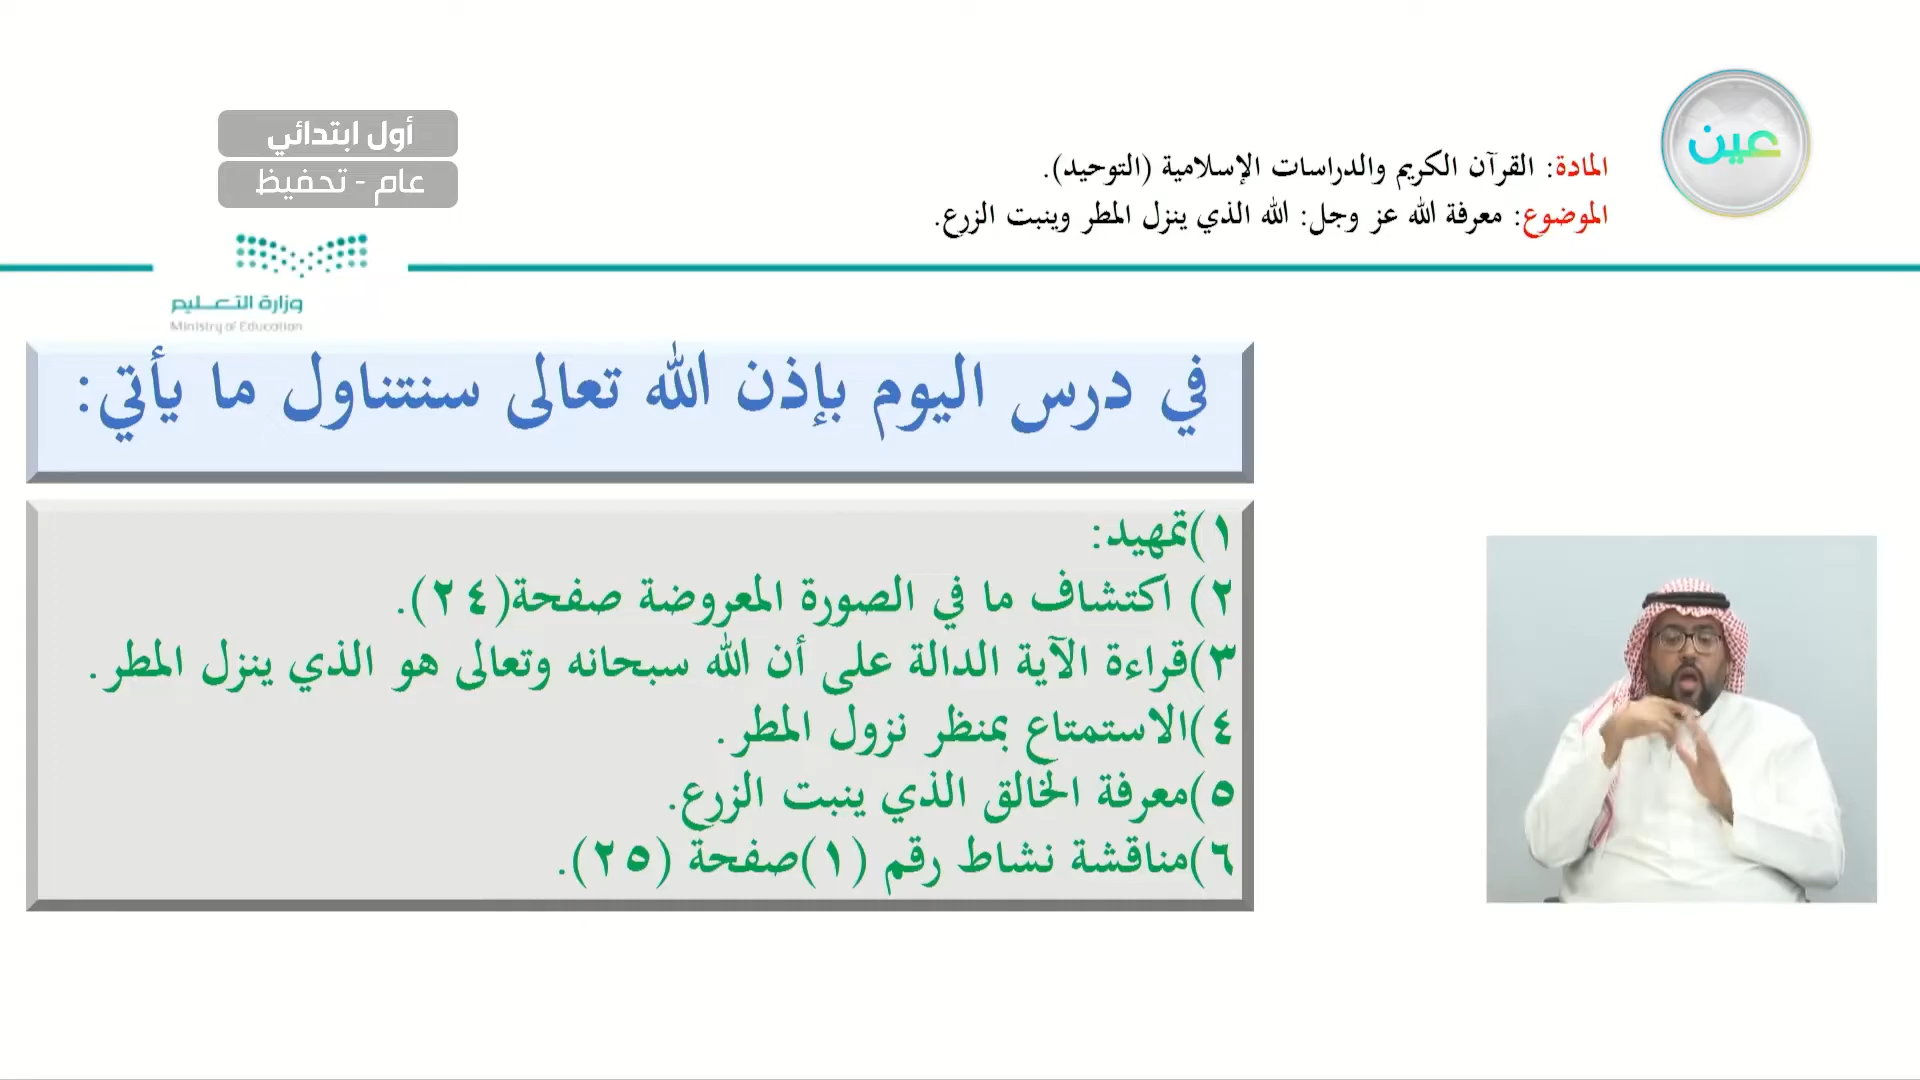 عين
أول ابتدائي
عام - تحفيظ
المادة: القرآن الكريم والدراسات الإسلامية (التوحيد).
الموضوع: معرفة الله عز وجل: الله الذي ينزل المطر وينبت الزرع.
وزارة التعليم
Ministry of Education
في درس اليوم بإذن الله تعالى سنتناول ما يأتي:
١)تمهيد:
٢) اكتشاف ما في الصورة المعروضة صفحة(٢٤).
٣)قراءة الآية الدالة على أن الله سبحانه وتعالى هو الذي ينزل المطر.
٤)الاستمتاع بمنظر نزول المطر.
٥)معرفة الخالق الذي ينبت الزرع.
٦)مناقشة نشاط رقم (١)صفحة (٢٥).